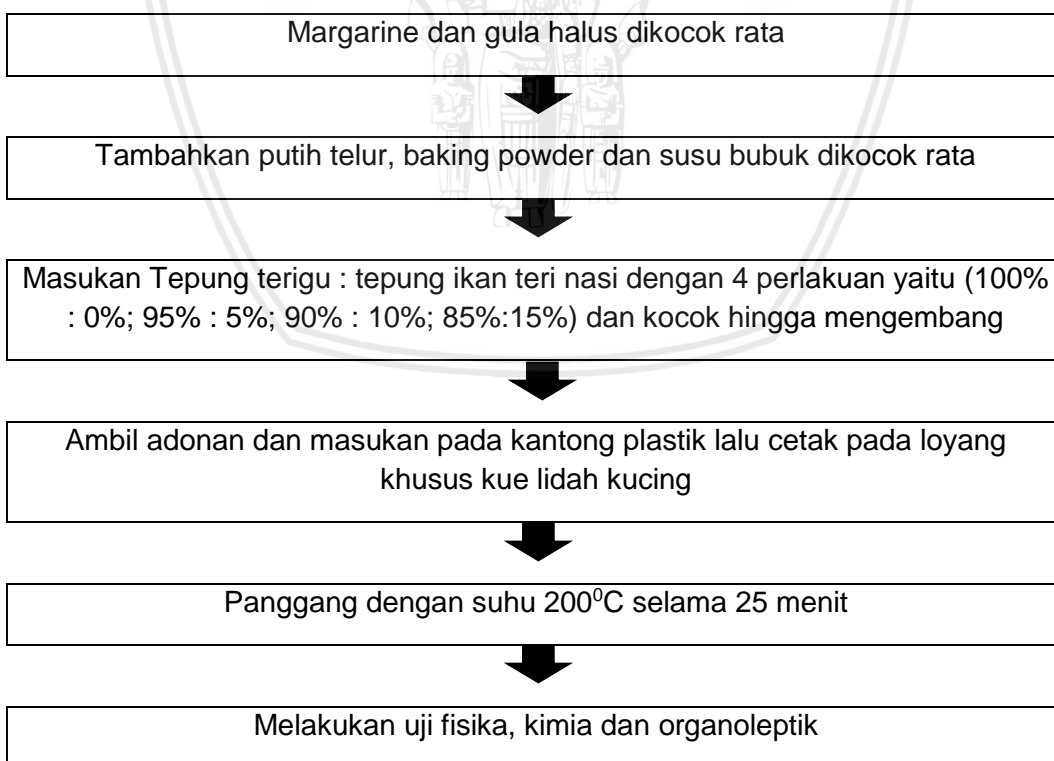 Margarine dan gula halus dikocok rata
Tambahkan putih telur, baking powder dan susu bubuk dikocok rata
Masukan Tepung terigu : tepung ikan teri nasi dengan 4 perlakuan yaitu (100%
: 0%; 95% : 5%; 90% : 10%; 85%:15%) dan kocok hingga mengembang
Ambil adonan dan masukan pada kantong plastik lalu cetak pada loyang
khusus kue lidah kucing
Panggang dengan suhu 200⁰C selama 25 menit
Melakukan uji fisika, kimia dan organoleptik